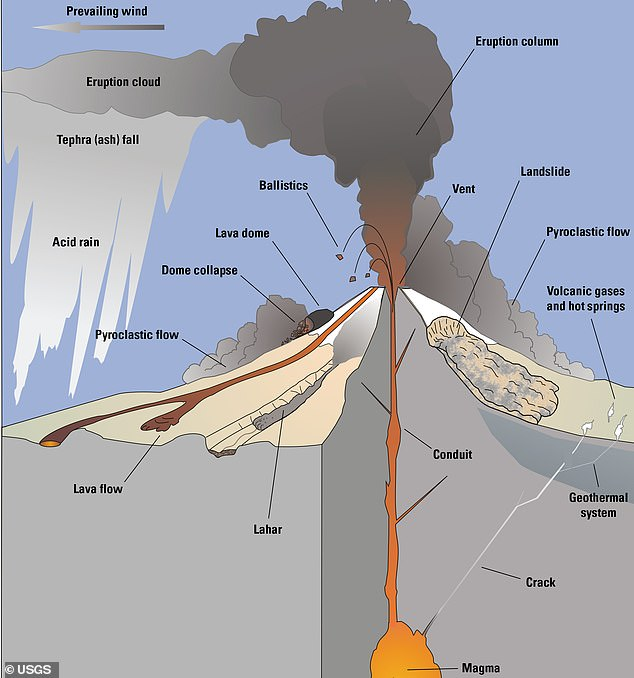 Prevailing wind
Eruption column
Eruption cloud
Tephra (ash) fall
Landslide
Ballistics
Vent
Lava dome
Pyroclastic flow
Acid rain
Dome collapse
Volcanic gases
and hot springs
Pyroclastic flow
Conduit
Lava flow
Geothermal
system
Lahar
Crack
Magma
© USGS